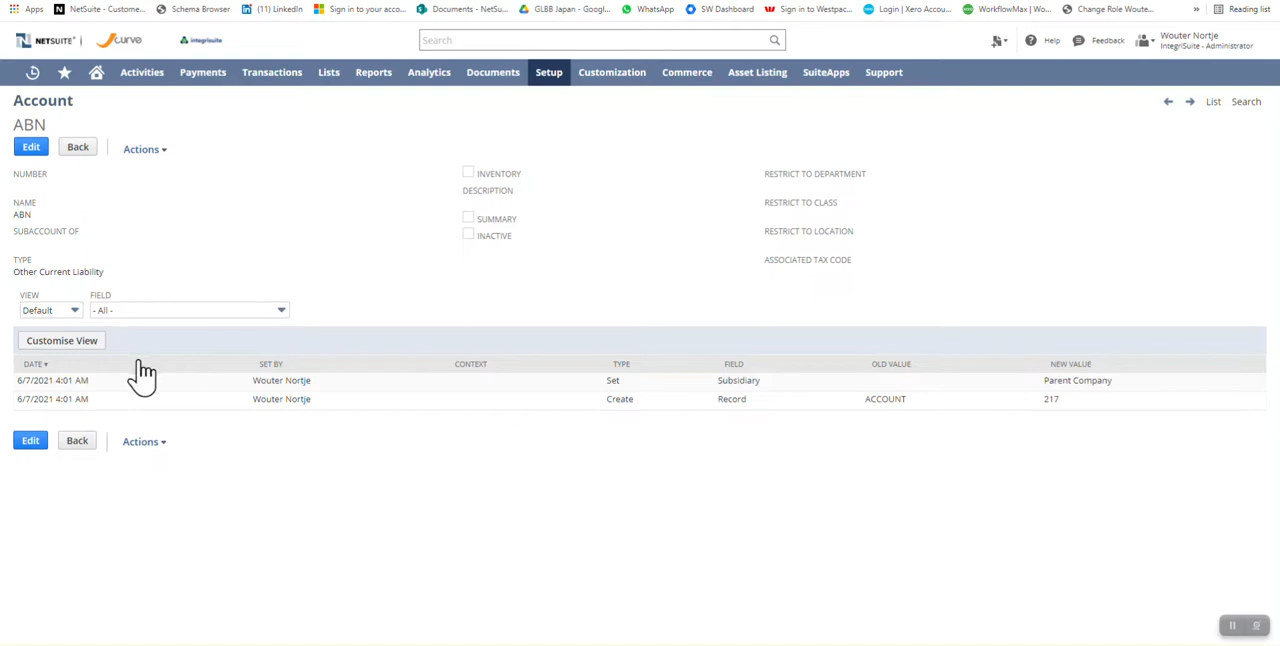 Apps NetSuite - Custome... Schema Browser (11) LinkedIn Sign in to your acco... Documents - NetSu... GLBB Japan - Googl... WhatsApp SW Dashboard Sign in to Westpac... Login | Xero Accou... WorkflowMax | Wo... Change Role Woute... » Reading list
NETSUITE curve integrisuite Search Help Feedback Wouter Nortje
IntegriSuite - Administrator
Activities Payments Transactions Lists Reports Analytics Documents Setup Customization Commerce Asset Listing SuiteApps Support
Account
List Search
ABN
Edit Back Actions
NUMBER
NAME
ABN
SUBACCOUNT OF
TYPE
Other Current Liability
INVENTORY
DESCRIPTION
SUMMARY
INACTIVE
RESTRICT TO DEPARTMENT
RESTRICT TO CLASS
RESTRICT TO LOCATION
ASSOCIATED TAX CODE
VIEW FIELD
Default - All -
Customise View
DATE SET BY CONTEXT TYPE FIELD OLD VALUE NEW VALUE
6/7/2021 4:01 AM Wouter Nortje Set Subsidiary Parent Company
6/7/2021 4:01 AM Wouter Nortje Create Record ACCOUNT 217
Edit Back Actions